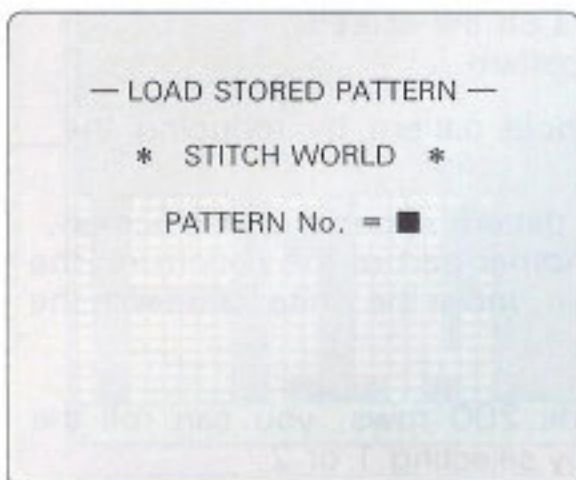 — LOAD STORED PATTERN —
* STITCH WORLD *
PATTERN No. = ■